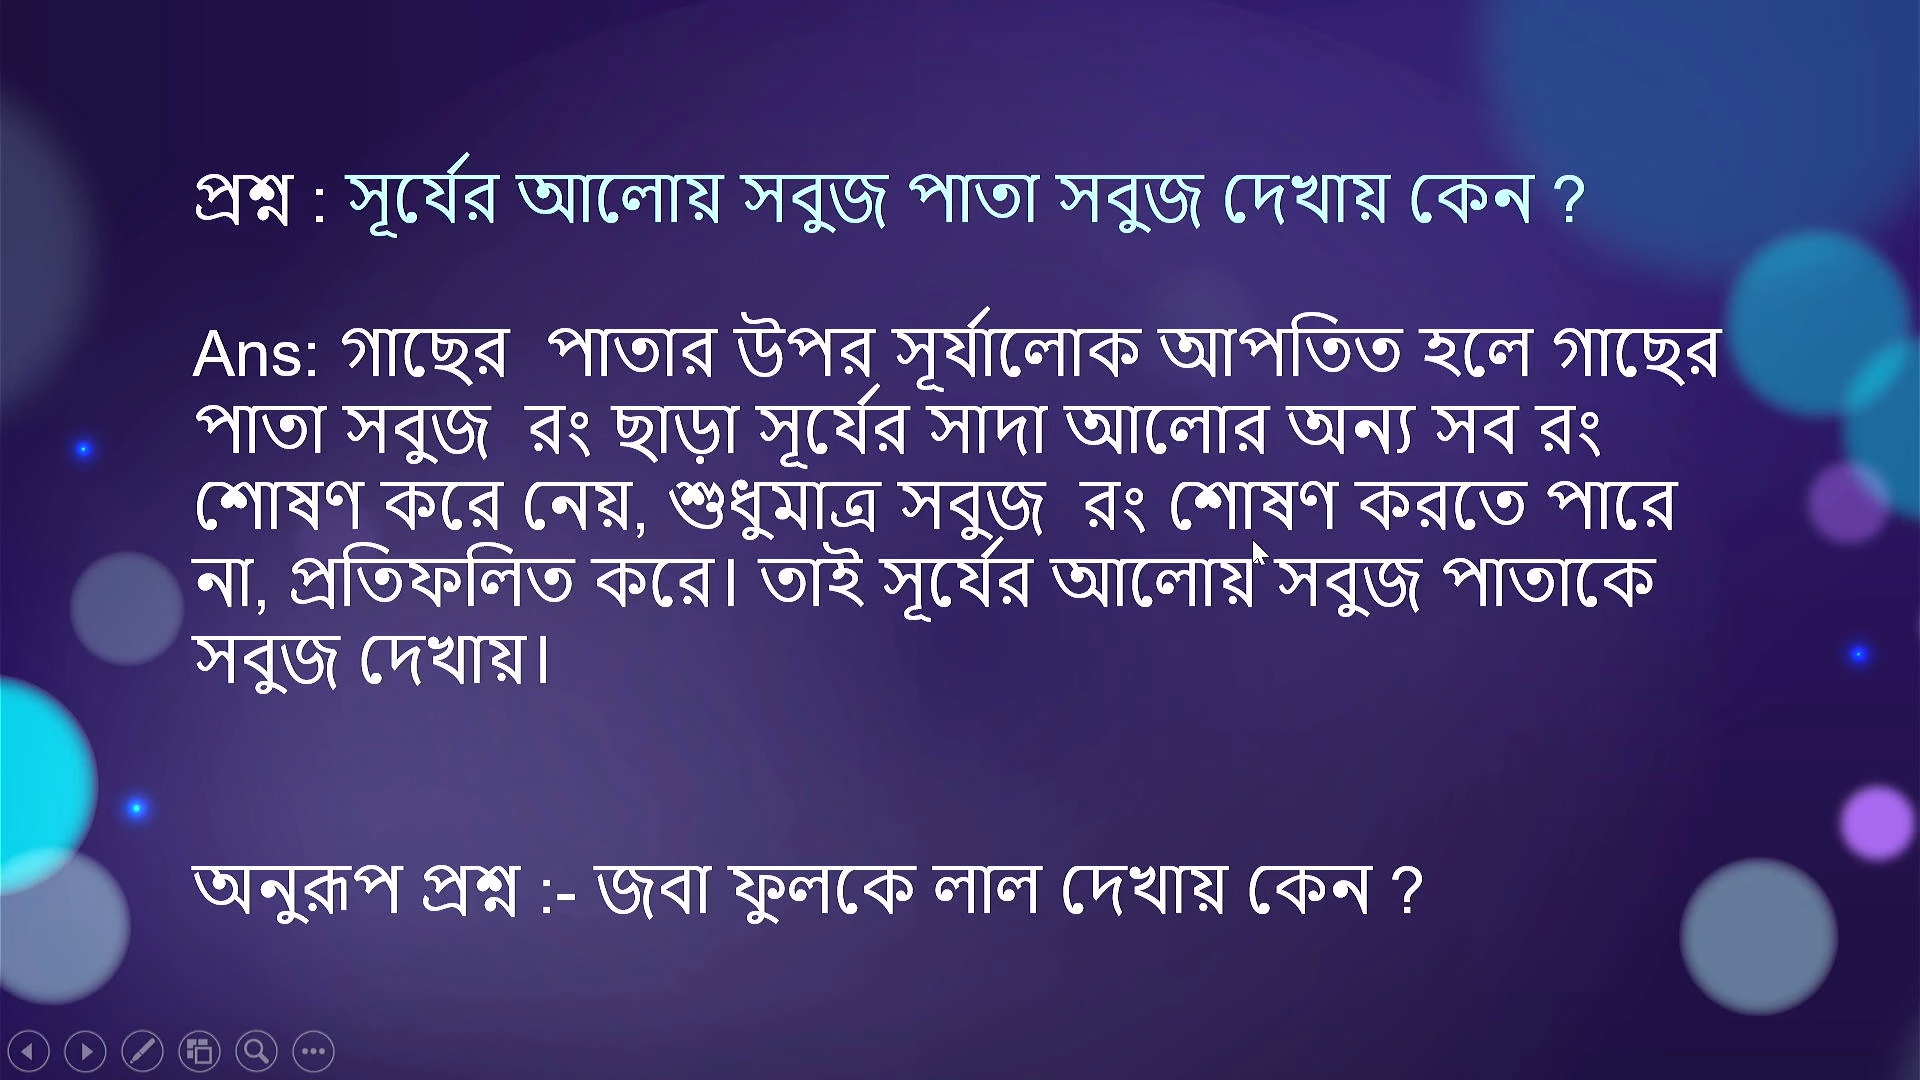 প্রশ্ন : সূর্যের আলোয় সবুজ পাতা সবুজ দেখায় কেন ?
Ans: গাছের পাতার উপর সূর্যালোক আপতিত হলে গাছের
পাতা সবুজ রং ছাড়া সূর্যের সাদা আলোর অন্য সব রং
শোষণ করে নেয়, শুধুমাত্র সবুজ রং শোষণ করতে পারে
না, প্রতিফলিত করে। তাই সূর্যের আলোয় সবুজ পাতাকে
সবুজ দেখায়।
অনুরূপ প্রশ্ন :- জবা ফুলকে লাল দেখায় কেন ?